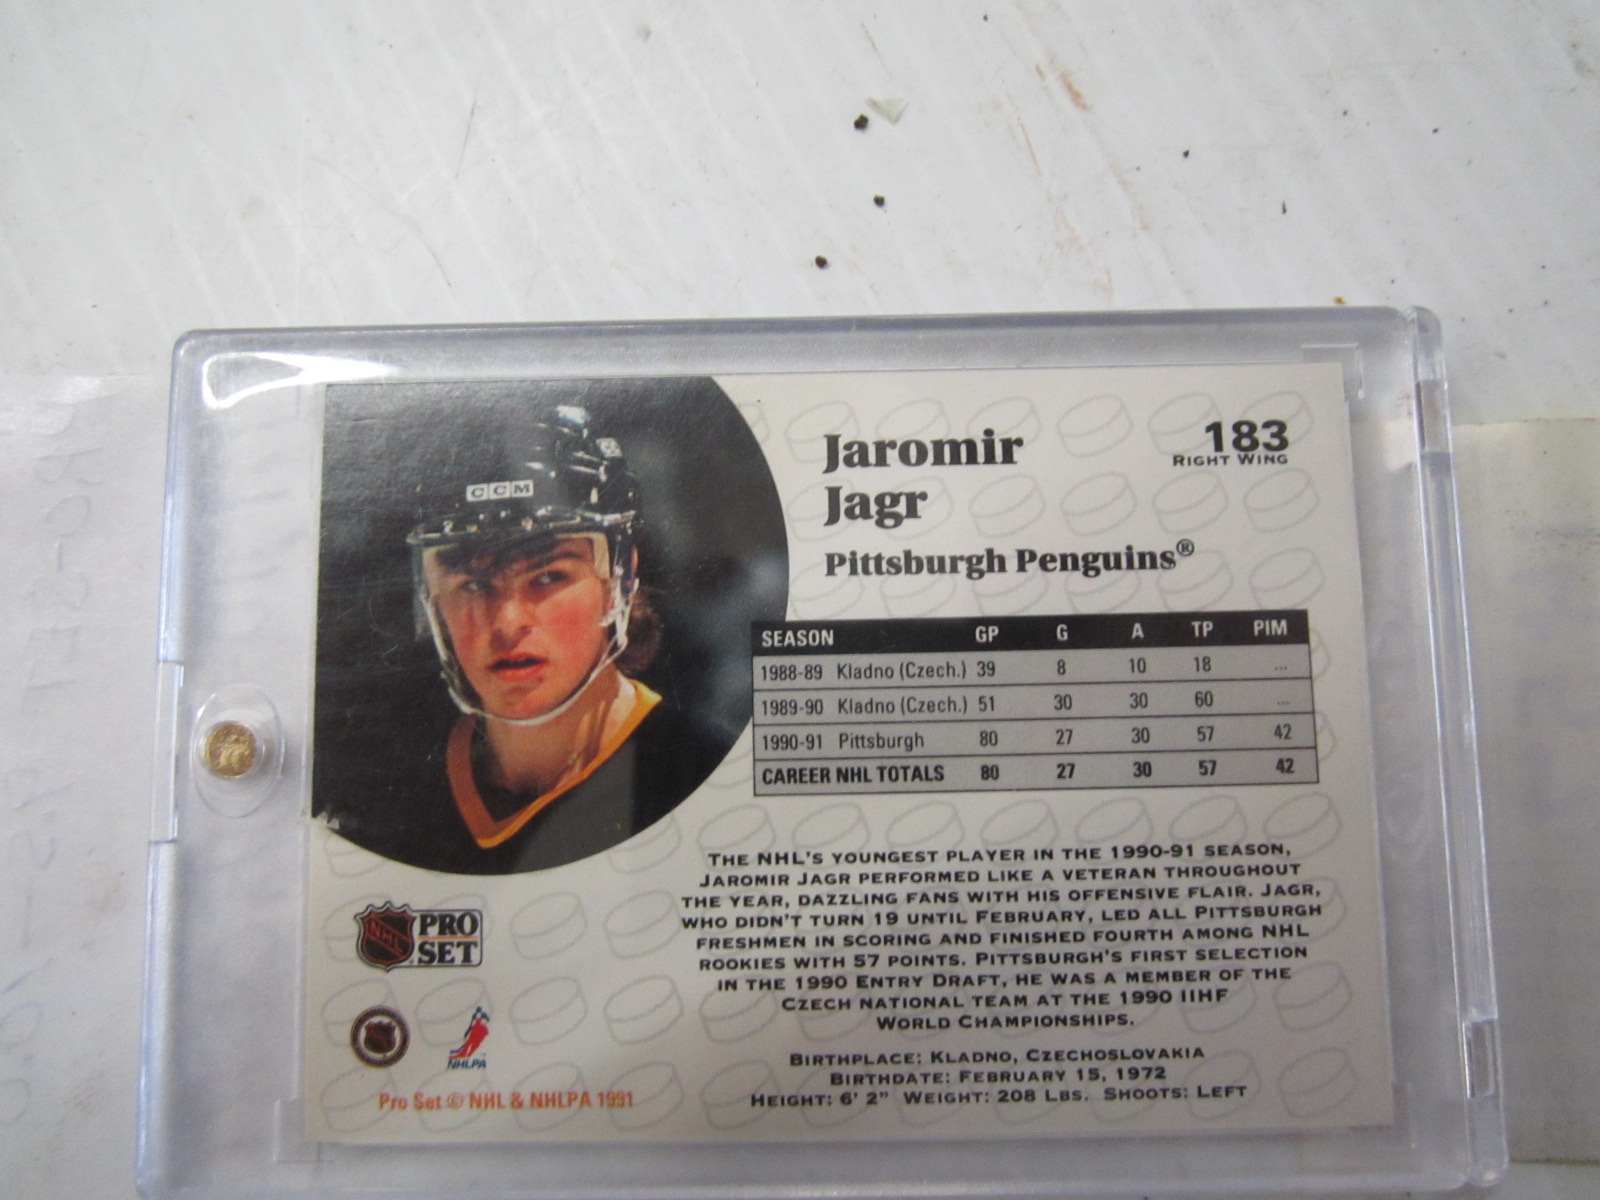 CCM
Jaromir
Jagr
183
RIGHT WING
Pittsburgh Penguins®
SEASON GP G A TP PIM
1988-89 Kladno (Czech.) 39 8 10 18 ...
1989-90 Kladno (Czech.) 51 30 30 60 ...
1990-91 Pittsburgh 80 27 30 57 42
CAREER NHL TOTALS 80 27 30 57 42
THE NHL'S YOUNGEST PLAYER IN THE 1990-91 SEASON,
JAROMIR JAGR PERFORMED LIKE A VETERAN THROUGHOUT
THE YEAR, DAZZLING FANS WITH HIS OFFENSIVE FLAIR. JAGR,
WHO DIDN'T TURN 19 UNTIL FEBRUARY, LED ALL PITTSBURGH
FRESHMEN IN SCORING AND FINISHED FOURTH AMONG NHL
ROOKIES WITH 57 POINTS. PITTSBURGH'S FIRST SELECTION
IN THE 1990 ENTRY DRAFT, HE WAS A MEMBER OF THE
CZECH NATIONAL TEAM AT THE 1990 IIHF
WORLD CHAMPIONSHIPS.
BIRTHPLACE: KLADNO, CZECHOSLOVAKIA
BIRTHDATE: FEBRUARY 15, 1972
HEIGHT: 6' 2" WEIGHT: 208 LBS. SHOOTS: LEFT
NHL
PRO
SET
NHLPA
Pro Set © NHL & NHLPA 1991